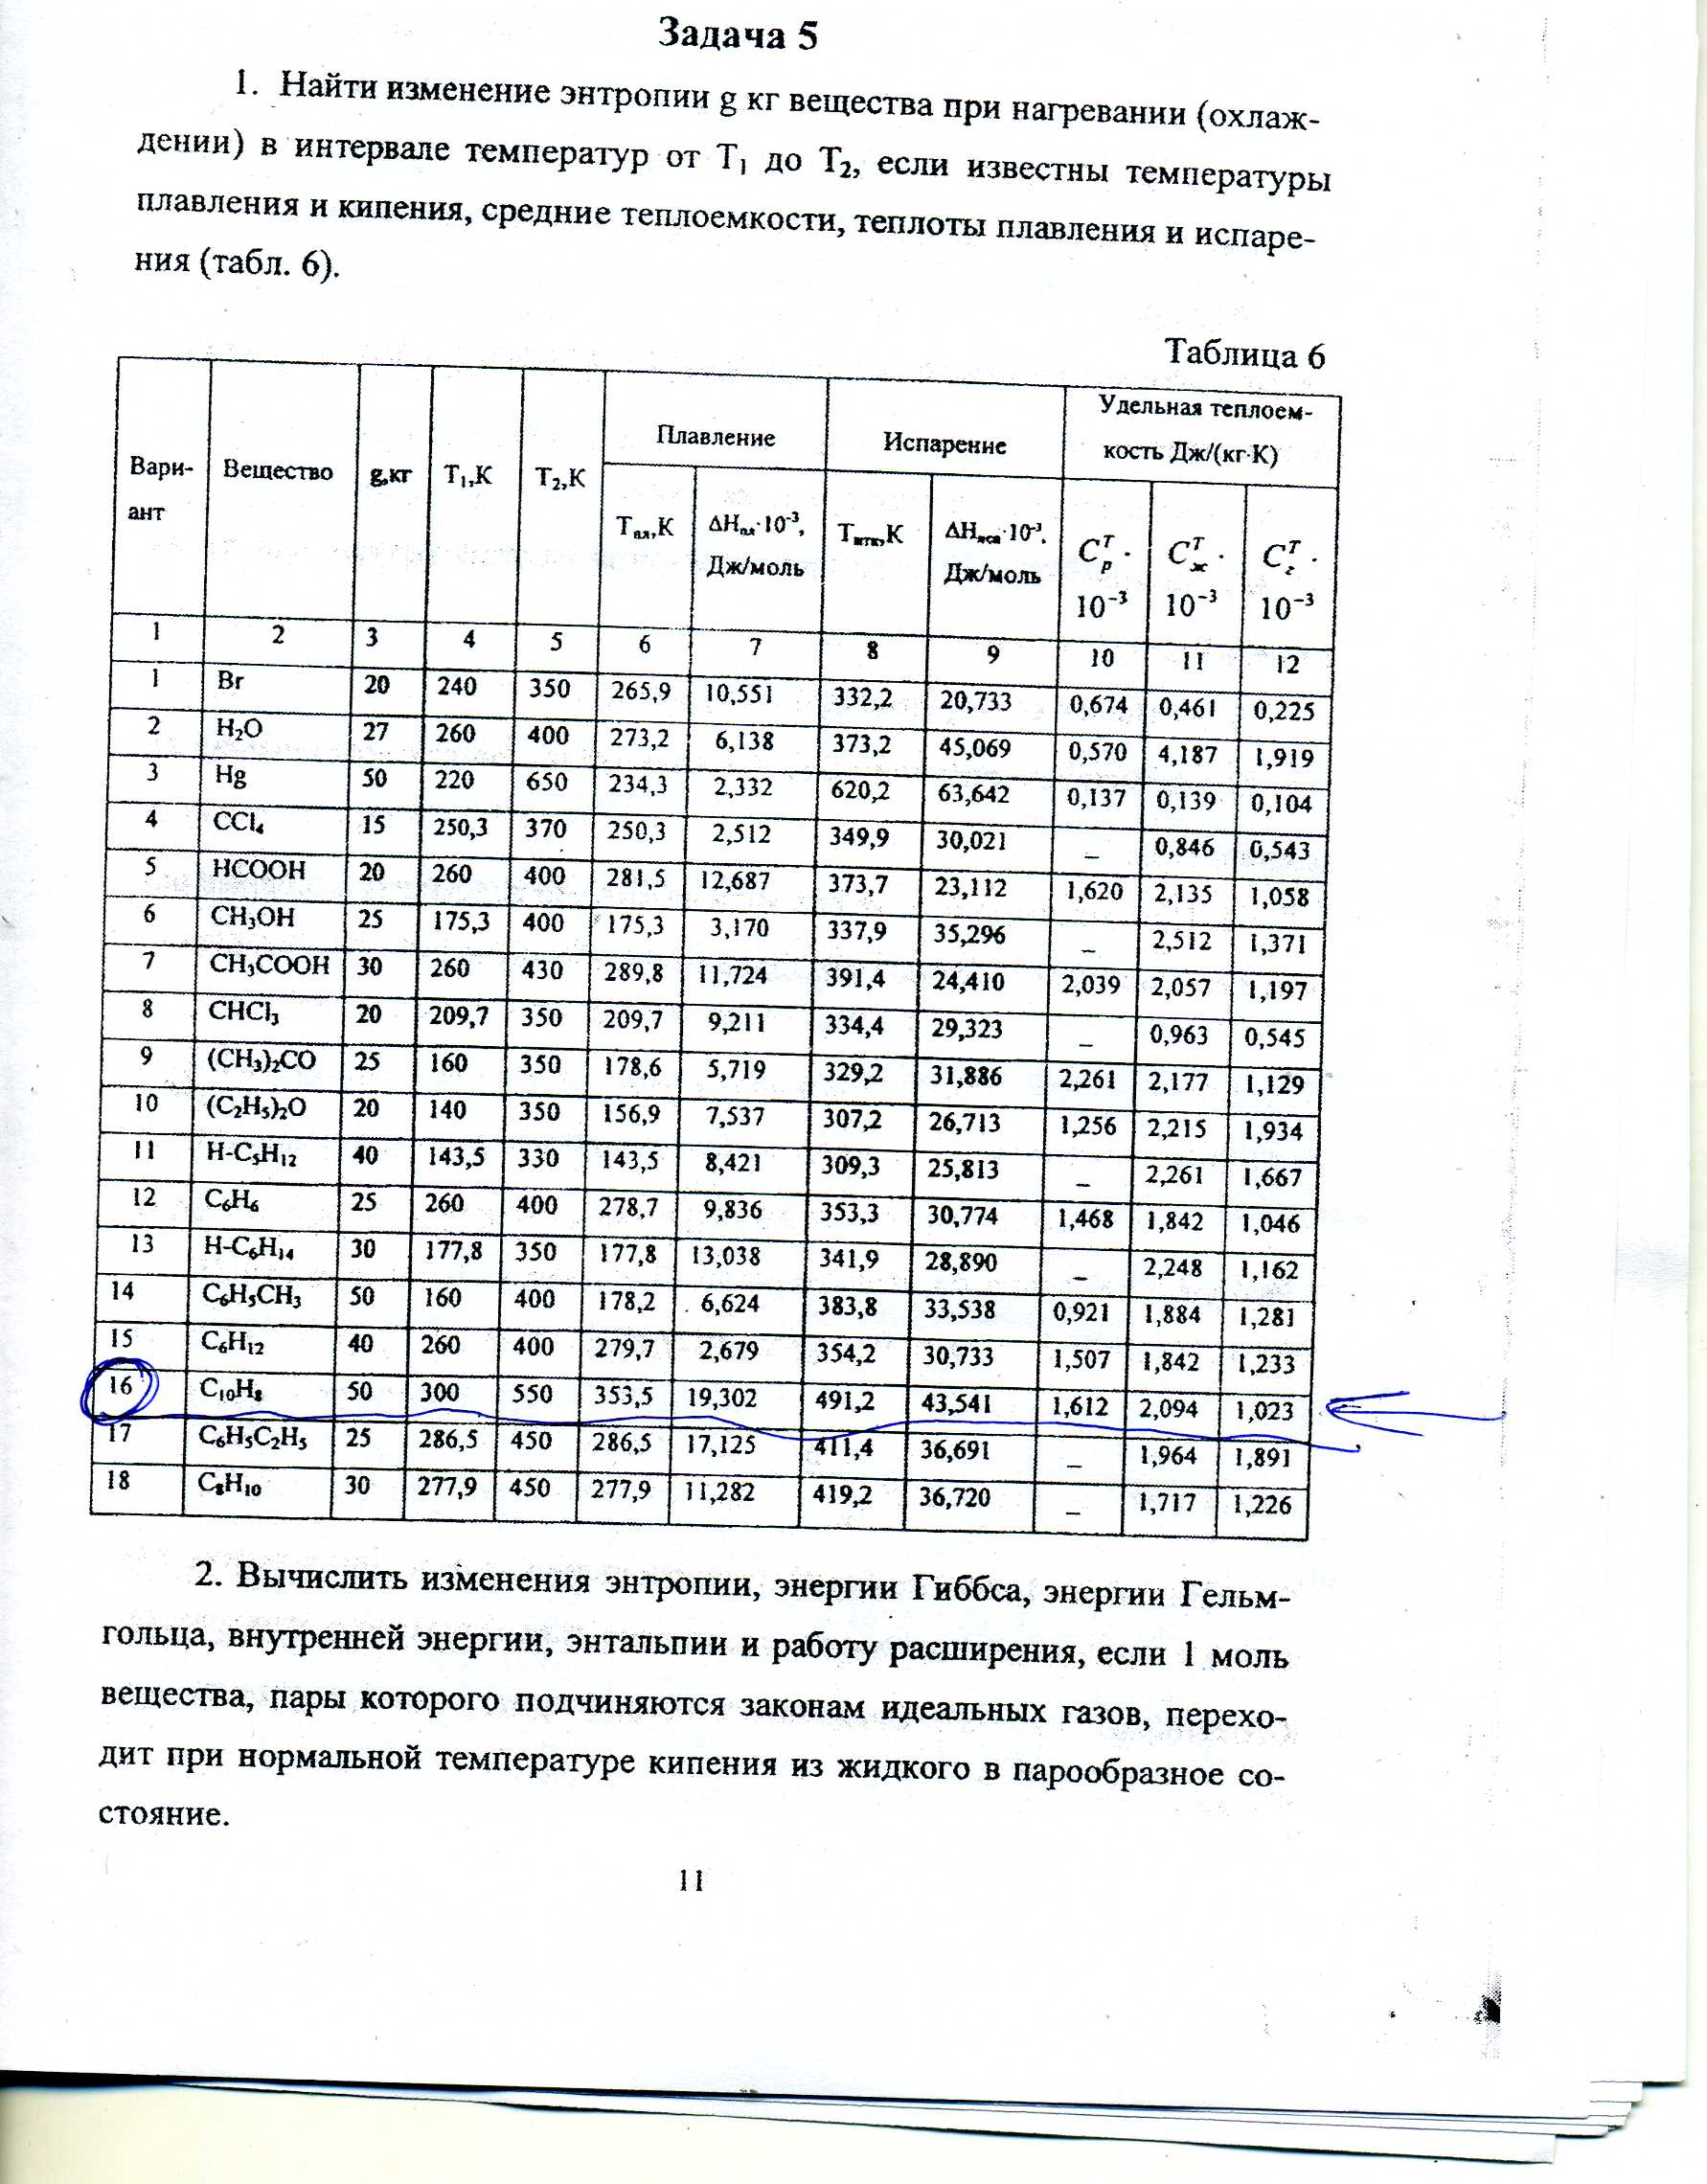 Задача 5
1. Найти изменение энтропии g кг вещества при нагревании (охлаж-
дении) в интервале температур от T₁ до T₂, если известны температуры
плавления и кипения, средние теплоемкости, теплоты плавления и испаре-
ния (табл. 6).
Таблица 6
Вари-
ант
Вещество
g,кг
T₁,К
T₂,К
Плавление
Испарение
Удельная теплоем-
кость Дж/(кг·К)
Tпл,К
ΔHпл·10⁻³,
Дж/моль
Tнтк,К
ΔHисп·10⁻³,
Дж/моль
Cᵀp · 10⁻³
Cᵀж · 10⁻³
Cᵀг · 10⁻³
1 2 3 4 5 6 7 8 9 10 11 12
1 Br 20 240 350 265,9 10,551 332,2 20,733 0,674 0,461 0,225
2 H₂O 27 260 400 273,2 6,138 373,2 45,069 0,570 4,187 1,919
3 Hg 50 220 650 234,3 2,332 620,2 63,642 0,137 0,139 0,104
4 CCl₄ 15 250,3 370 250,3 2,512 349,9 30,021 _ 0,846 0,543
5 HCOOH 20 260 400 281,5 12,687 373,7 23,112 1,620 2,135 1,058
6 CH₃OH 25 175,3 400 175,3 3,170 337,9 35,296 _ 2,512 1,371
7 CH₃COOH 30 260 430 289,8 11,724 391,4 24,410 2,039 2,057 1,197
8 CHCl₃ 20 209,7 350 209,7 9,211 334,4 29,323 _ 0,963 0,545
9 (CH₃)₂CO 25 160 350 178,6 5,719 329,2 31,886 2,261 2,177 1,129
10 (C₂H₅)₂O 20 140 350 156,9 7,537 307,2 26,713 1,256 2,215 1,934
11 Н-C₅H₁₂ 40 143,5 330 143,5 8,421 309,3 25,813 _ 2,261 1,667
12 C₆H₆ 25 260 400 278,7 9,836 353,3 30,774 1,468 1,842 1,046
13 Н-C₆H₁₄ 30 177,8 350 177,8 13,038 341,9 28,890 _ 2,248 1,162
14 C₆H₅CH₃ 50 160 400 178,2 6,624 383,8 33,538 0,921 1,884 1,281
15 C₆H₁₂ 40 260 400 279,7 2,679 354,2 30,733 1,507 1,842 1,233
16 C₁₀H₈ 50 300 550 353,5 19,302 491,2 43,541 1,612 2,094 1,023
17 C₆H₅C₂H₅ 25 286,5 450 286,5 17,125 411,4 36,691 _ 1,964 1,891
18 C₈H₁₀ 30 277,9 450 277,9 11,282 419,2 36,720 _ 1,717 1,226
2. Вычислить изменения энтропии, энергии Гиббса, энергии Гельм-
гольца, внутренней энергии, энтальпии и работу расширения, если 1 моль
вещества, пары которого подчиняются законам идеальных газов, перехо-
дит при нормальной температуре кипения из жидкого в парообразное со-
стояние.
11